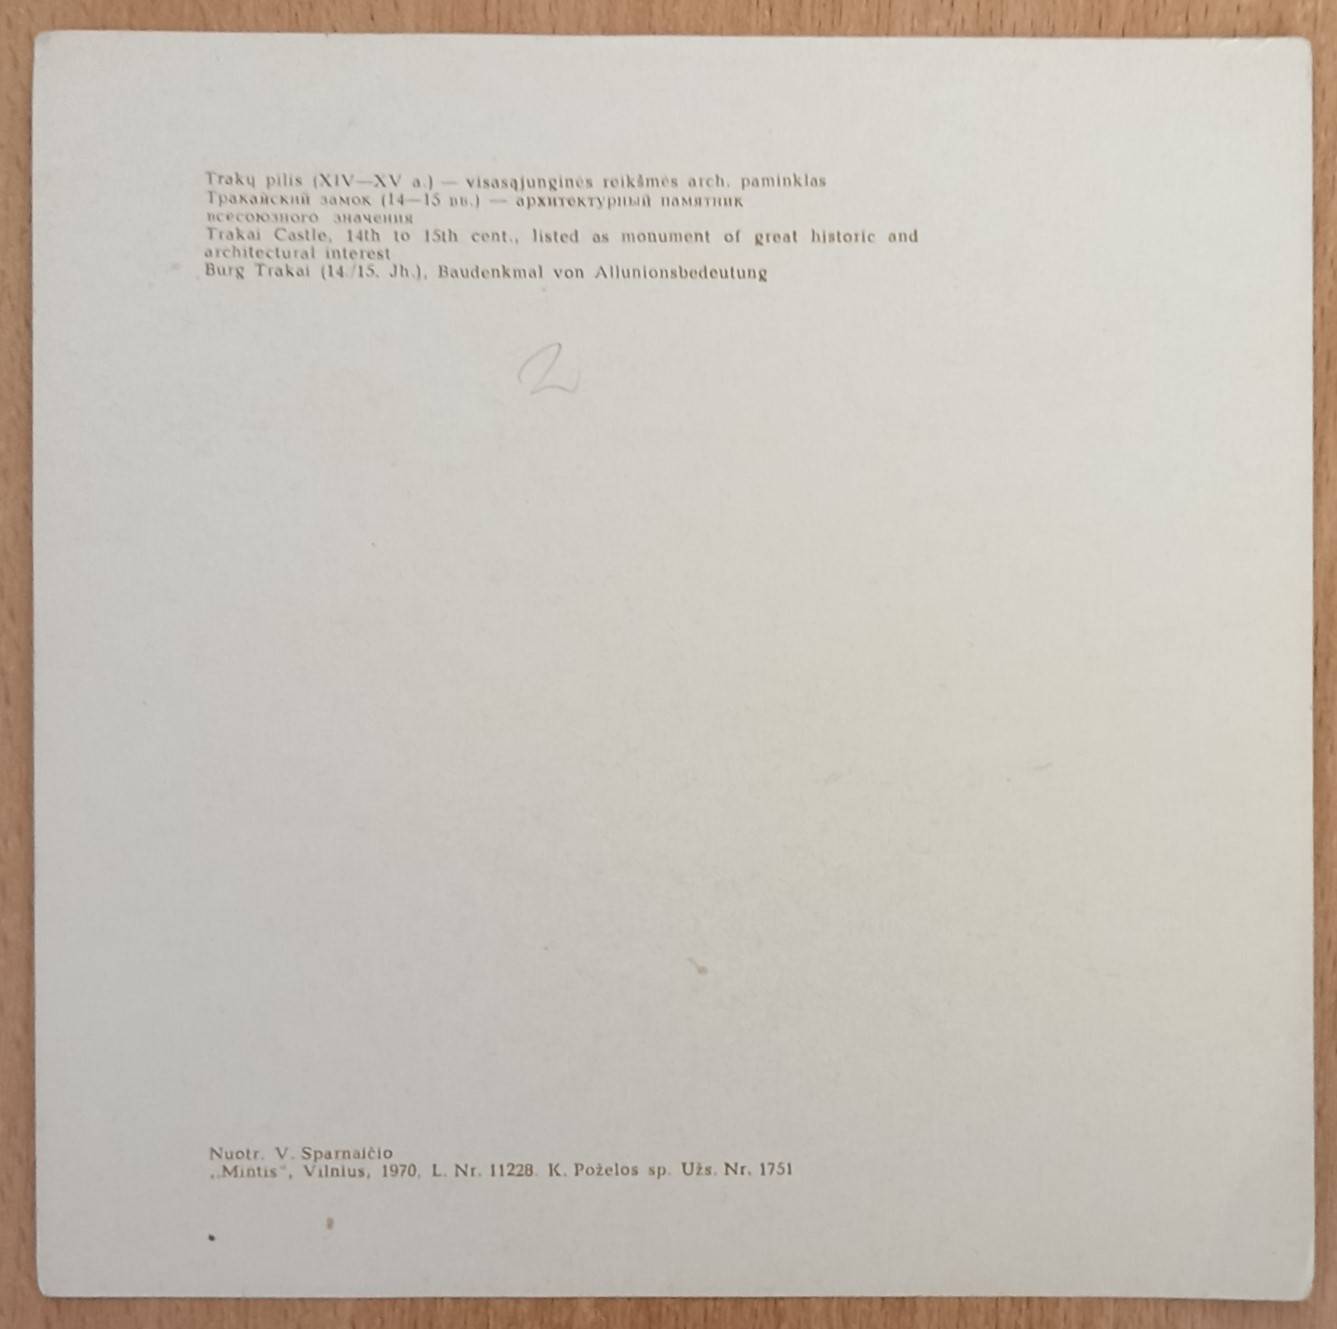 Trakų pilis (XIV—XV a.) — visasąjunginės reikšmės arch. paminklas
Тракайский замок (14—15 вв.) — архитектурный памятник
всесоюзного значения
Trakai Castle, 14th to 15th cent., listed as monument of great historic and
architectural interest
Burg Trakai (14./15. Jh.), Baudenkmal von Allunionsbedeutung
2
Nuotr. V. Sparnaičio
„Mintis“, Vilnius, 1970. L. Nr. 11228. K. Poželos sp. Užs. Nr. 1751